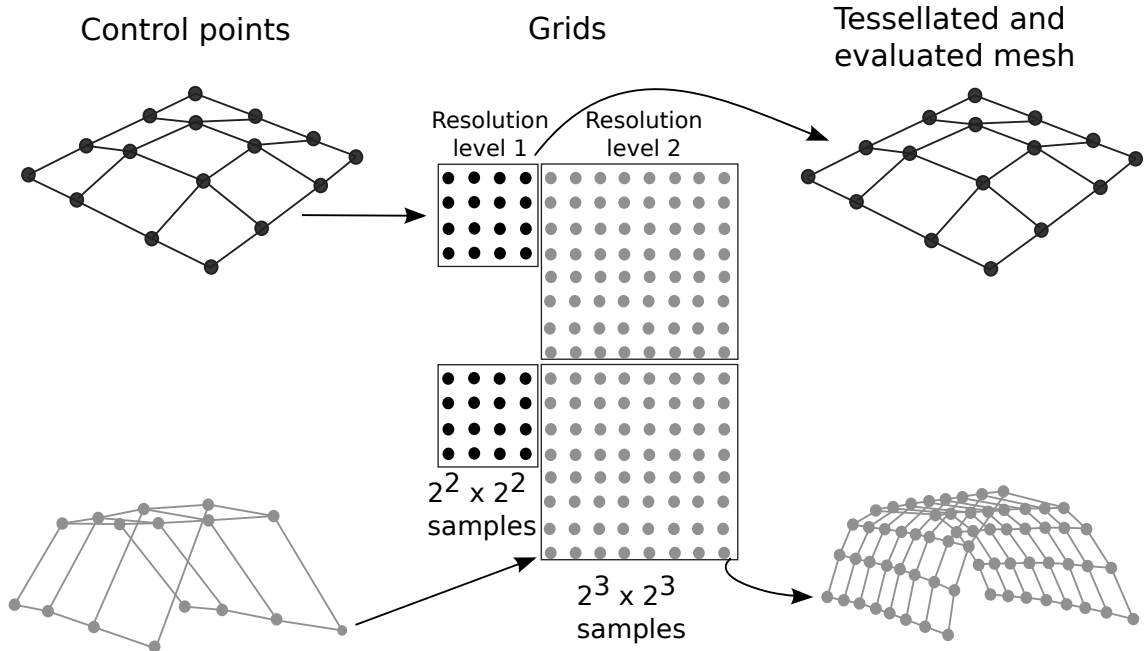 Control points
Grids
Tessellated and
evaluated mesh
Resolution
level 1
Resolution
level 2
2² x 2²
samples
2³ x 2³
samples